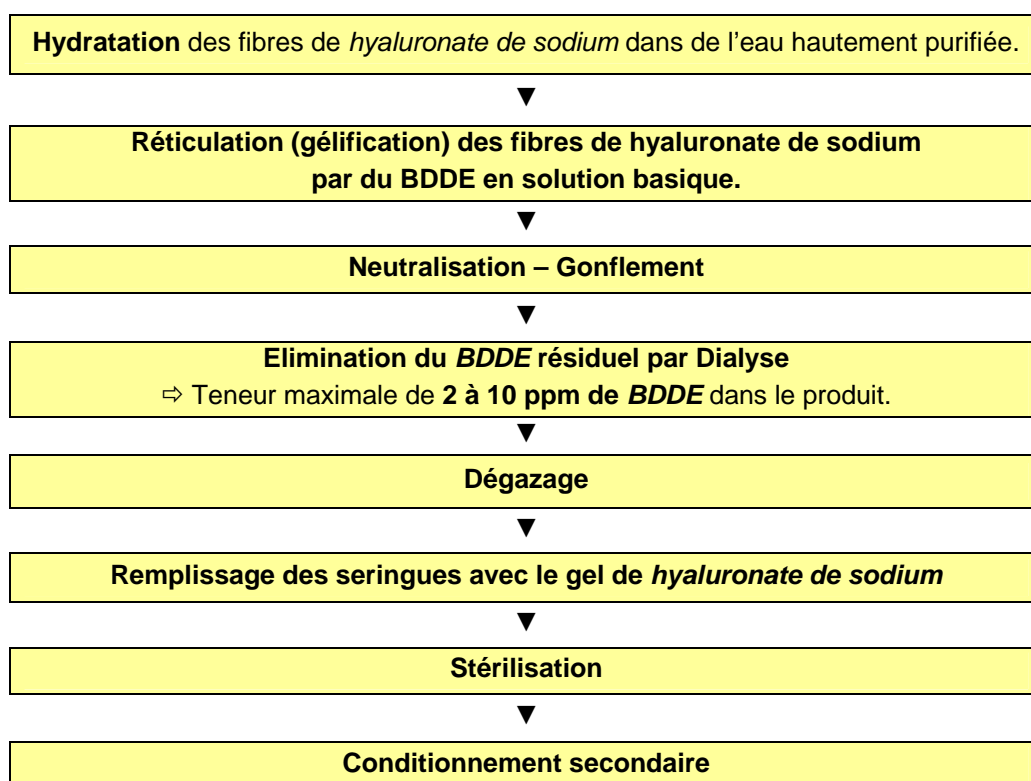 Hydratation des fibres de hyaluronate de sodium dans de l'eau hautement purifiée.
▼
Réticulation (gélification) des fibres de hyaluronate de sodium
par du BDDE en solution basique.
▼
Neutralisation – Gonflement
▼
Elimination du BDDE résiduel par Dialyse
⇨ Teneur maximale de 2 à 10 ppm de BDDE dans le produit.
▼
Dégazage
▼
Remplissage des seringues avec le gel de hyaluronate de sodium
▼
Stérilisation
▼
Conditionnement secondaire